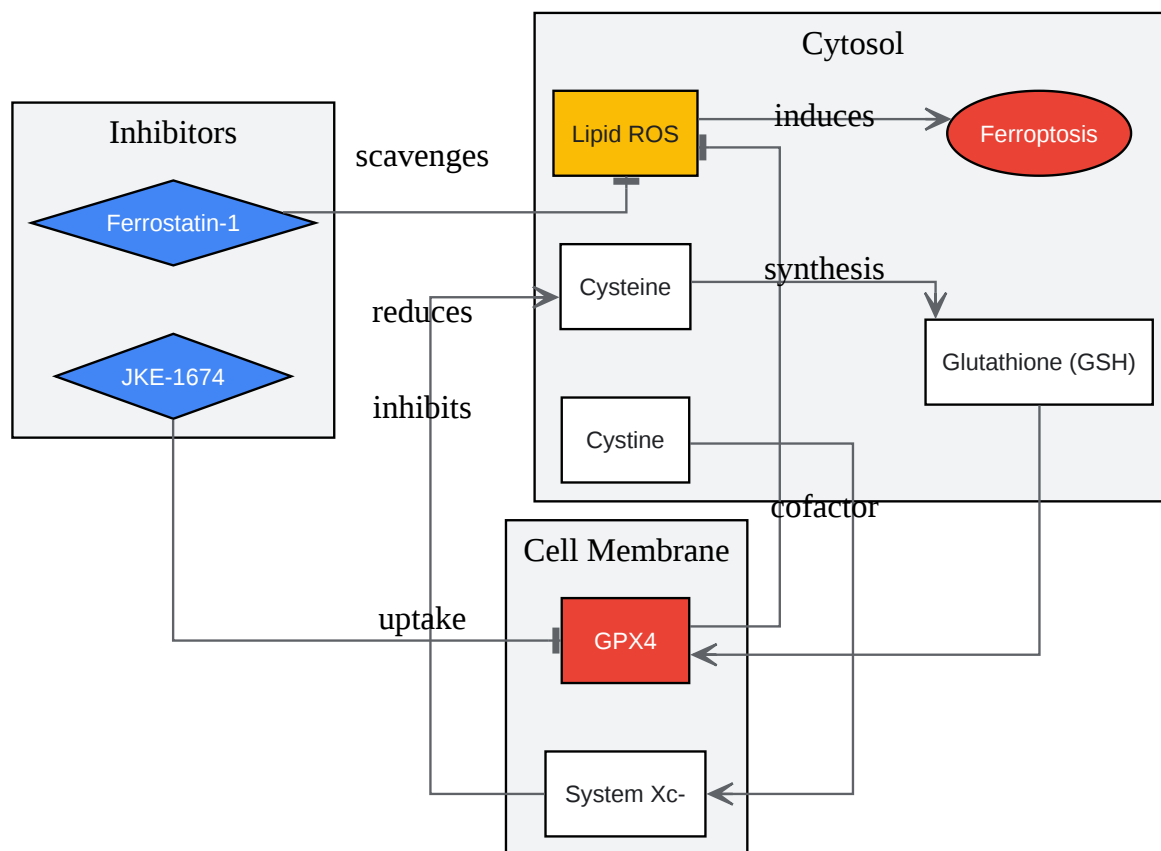 Cytosol
Inhibitors
Lipid ROS
induces
Ferroptosis
scavenges
Ferrostatin-1
Cysteine
synthesis
reduces
Glutathione (GSH)
JKE-1674
inhibits
Cystine
cofactor
Cell Membrane
uptake
GPX4
System Xc-